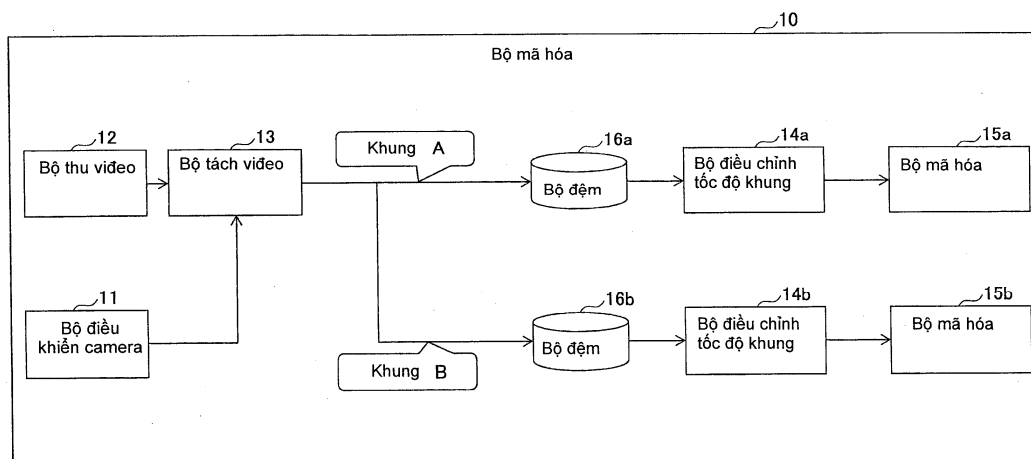 10
Bộ mã hóa
12
Bộ thu viđeo
13
Bộ tách viđeo
Khung A
16a
Bộ đệm
14a
Bộ điều chỉnh
tốc độ khung
15a
Bộ mã hóa
11
Bộ điều
khiển camera
Khung B
16b
Bộ đệm
14b
Bộ điều chỉnh
tốc độ khung
15b
Bộ mã hóa